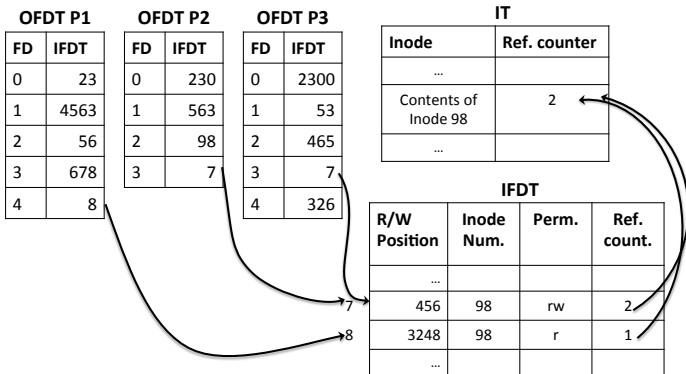 OFDT P1 OFDT P2 OFDT P3 IT
FD IFDT FD IFDT FD IFDT Inode Ref. counter
0 23 0 230 0 2300 …
1 4563 1 563 1 53 Contents of Inode 98 2
2 56 2 98 2 465 …
3 678 3 7 3 7
4 8 4 326
IFDT
R/W Position Inode Num. Perm. Ref. count.
…
7 456 98 rw 2
8 3248 98 r 1
…